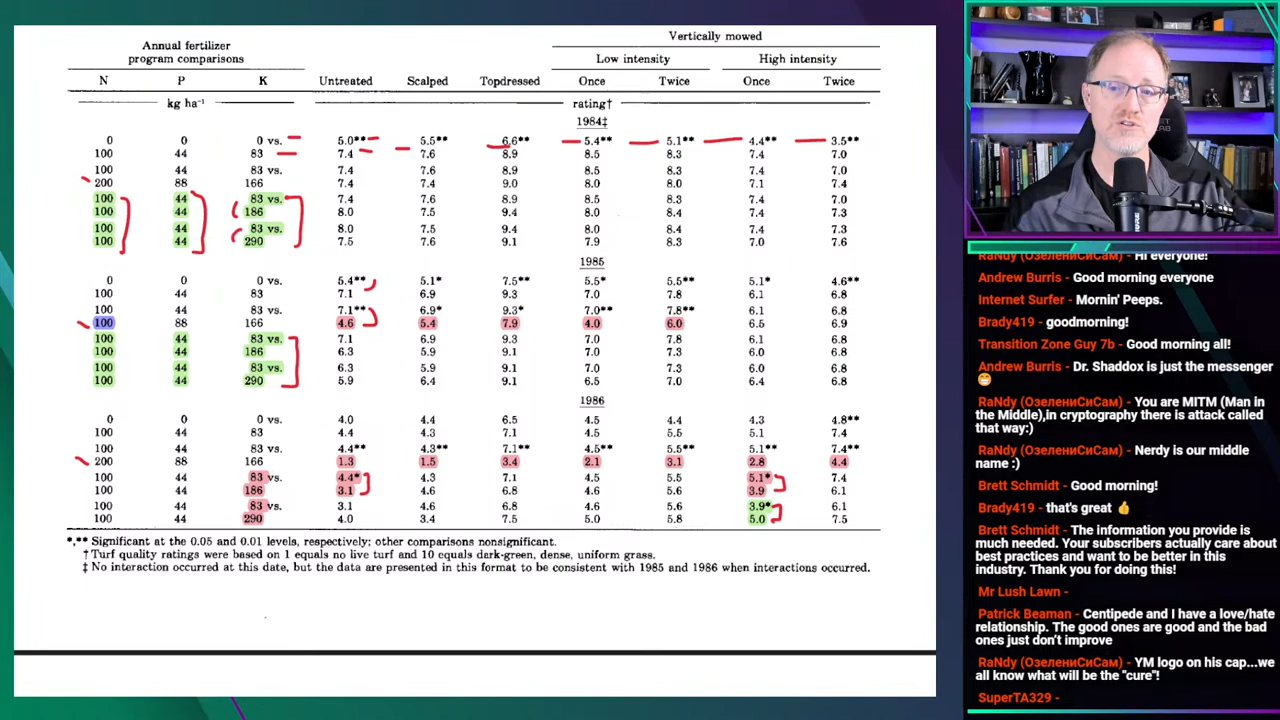 Vertically mowed
Annual fertilizer
program comparisons
Low intensity High intensity
N P K Untreated Scalped Topdressed Once Twice Once Twice
kg ha⁻¹ rating†
1984‡
0 0 0 vs. 5.0** 5.5** 6.6** 5.4** 5.1** 4.4** 3.5**
100 44 83 7.4 7.6 8.9 8.5 8.3 7.4 7.0
100 44 83 vs. 7.4 7.6 8.9 8.5 8.3 7.4 7.0
200 88 166 7.4 7.4 9.0 8.0 8.0 7.1 7.4
100 44 83 vs. 7.4 7.6 8.9 8.5 8.3 7.4 7.0
100 44 186 8.0 7.5 9.4 8.0 8.4 7.4 7.3
100 44 83 vs. 8.0 7.5 9.4 8.0 8.4 7.4 7.3
100 44 290 7.5 7.6 9.1 7.9 8.3 7.0 7.6
1985
0 0 0 vs. 5.4** 5.1* 7.5** 5.5* 5.5** 5.1* 4.6**
100 44 83 7.1 6.9 9.3 7.0 7.8 6.1 6.8
100 44 83 vs. 7.1** 6.9* 9.3* 7.0** 7.8** 6.1 6.8
100 88 166 4.6 5.4 7.9 4.0 6.0 6.5 6.9
100 44 83 vs. 7.1 6.9 9.3 7.0 7.8 6.1 6.8
100 44 186 6.3 5.9 9.1 7.0 7.3 6.0 6.8
100 44 83 vs. 6.3 5.9 9.1 7.0 7.3 6.0 6.8
100 44 290 5.9 6.4 9.1 6.5 7.0 6.4 6.8
1986
0 0 0 vs. 4.0 4.4 6.5 4.5 4.4 4.3 4.8**
100 44 83 4.4 4.3 7.1 4.5 5.5 5.1 7.4
100 44 83 vs. 4.4** 4.3** 7.1** 4.5** 5.5** 5.1** 7.4**
200 88 166 1.3 1.5 3.4 2.1 3.1 2.8 4.4
100 44 83 vs. 4.4* 4.3 7.1 4.5 5.5 5.1* 7.4
100 44 186 3.1 4.6 6.8 4.6 5.6 3.9 6.1
100 44 83 vs. 3.1 4.6 6.8 4.6 5.6 3.9* 6.1
100 44 290 4.0 3.4 7.5 5.0 5.8 5.0 7.5
*,** Significant at the 0.05 and 0.01 levels, respectively; other comparisons nonsignificant.
† Turf quality ratings were based on 1 equals no live turf and 10 equals dark-green, dense, uniform grass.
‡ No interaction occurred at this date, but the data are presented in this format to be consistent with 1985 and 1986 when interactions occurred.
RaNdy (ОзелениСиСам) - Hi everyone!
Andrew Burris - Good morning everyone
Internet Surfer - Mornin' Peeps.
Brady419 - goodmorning!
Transition Zone Guy 7b - Good morning all!
Andrew Burris - Dr. Shaddox is just the messenger
😁
RaNdy (ОзелениСиСам) - You are MITM (Man in
the Middle),in cryptography there is attack called
that way:)
RaNdy (ОзелениСиСам) - Nerdy is our middle
name :)
Brett Schmidt - Good morning!
Brady419 - that's great 👍
Brett Schmidt - The information you provide is
much needed. Your subscribers actually care about
best practices and want to be better in this
industry. Thank you for doing this!
Mr Lush Lawn -
Patrick Beaman - Centipede and I have a love/hate
relationship. The good ones are good and the bad
ones just don't improve
RaNdy (ОзелениСиСам) - YM logo on his cap...we
all know what will be the "cure"!
SuperTA329 -